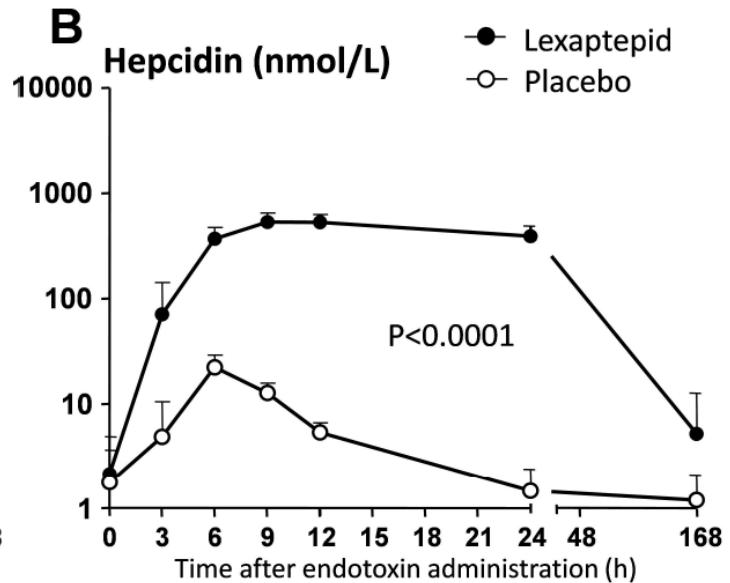 B
Hepcidin (nmol/L)
Lexaptepid
Placebo
10000
1000
100
10
1
P<0.0001
0 3 6 9 12 15 18 21 24 48 168
Time after endotoxin administration (h)